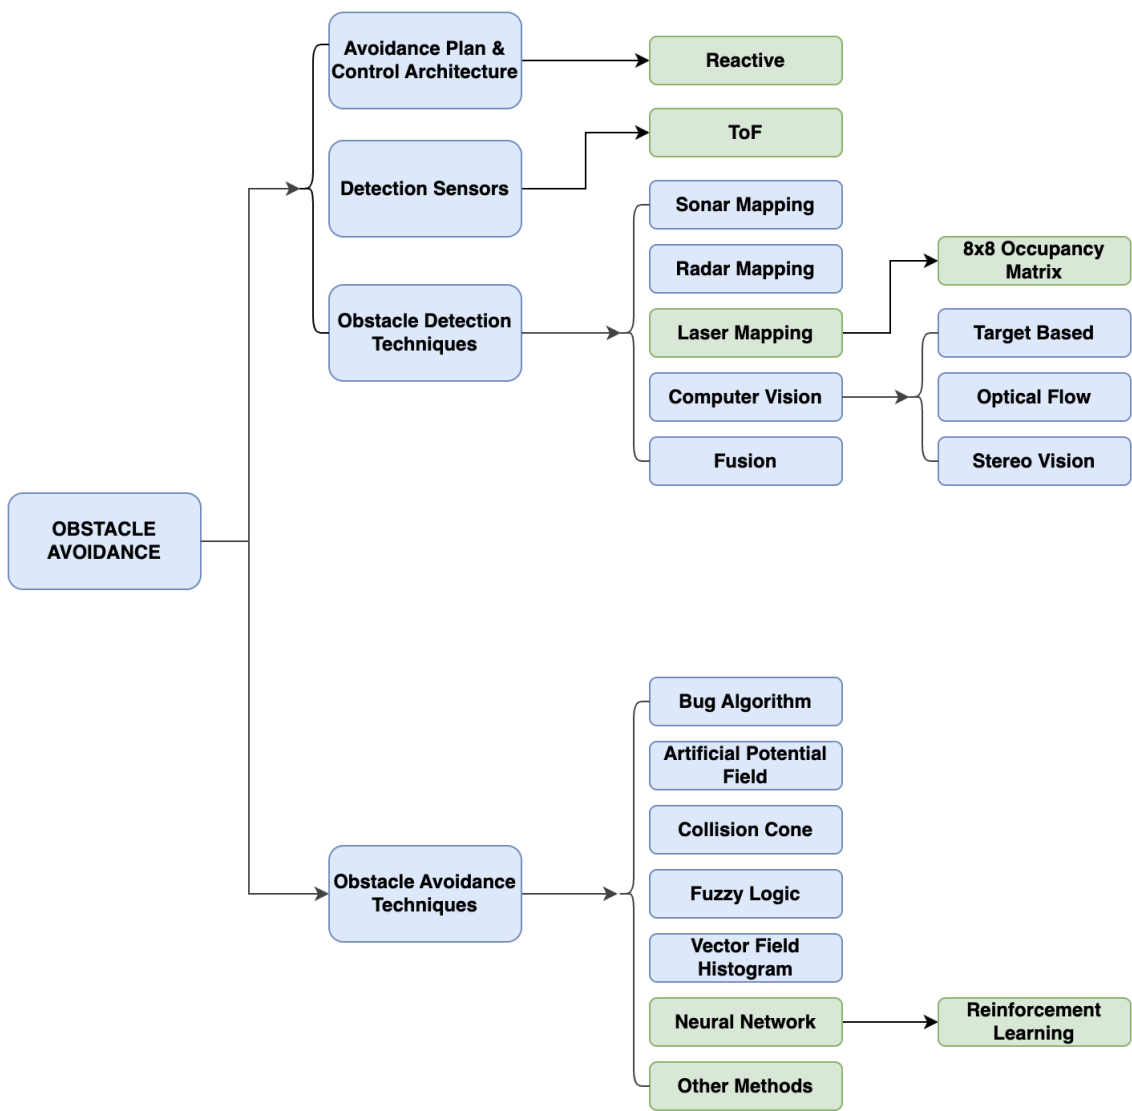 Avoidance Plan &
Control Architecture
Reactive
ToF
Detection Sensors
Sonar Mapping
Radar Mapping
8x8 Occupancy
Matrix
Obstacle Detection
Techniques
Laser Mapping
Target Based
Computer Vision
Optical Flow
Fusion
Stereo Vision
OBSTACLE
AVOIDANCE
Bug Algorithm
Artificial Potential
Field
Collision Cone
Obstacle Avoidance
Techniques
Fuzzy Logic
Vector Field
Histogram
Neural Network
Reinforcement
Learning
Other Methods